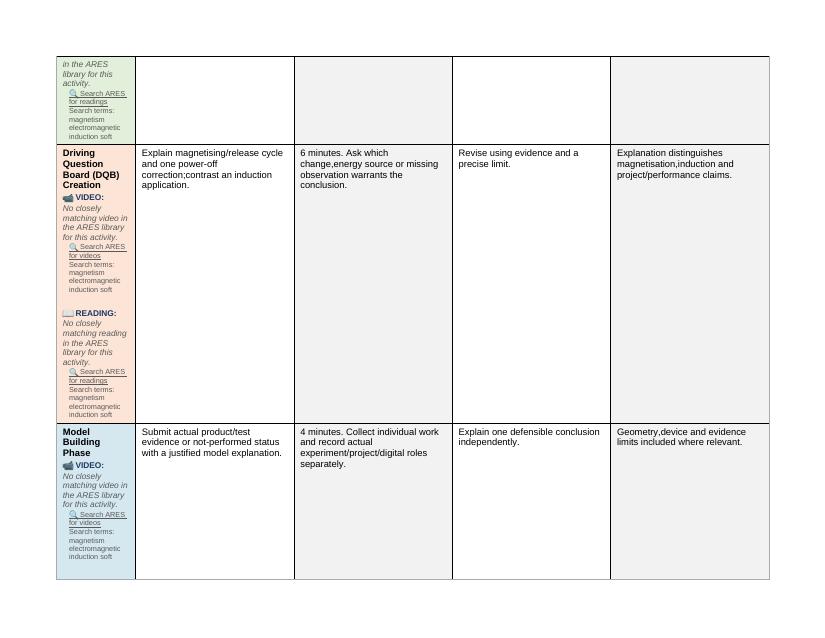 in the ARES
library for this
activity.
🔍 Search ARES
for readings
Search terms:
magnetism
electromagnetic
induction soft
Driving
Question
Board (DQB)
Creation
📹 VIDEO:
No closely
matching video in
the ARES library
for this activity.
🔍 Search ARES
for videos
Search terms:
magnetism
electromagnetic
induction soft
📖 READING:
No closely
matching reading
in the ARES
library for this
activity.
🔍 Search ARES
for readings
Search terms:
magnetism
electromagnetic
induction soft
Explain magnetising/release cycle
and one power-off
correction;contrast an induction
application.
6 minutes. Ask which
change,energy source or missing
observation warrants the
conclusion.
Revise using evidence and a
precise limit.
Explanation distinguishes
magnetisation,induction and
project/performance claims.
Model
Building
Phase
📹 VIDEO:
No closely
matching video in
the ARES library
for this activity.
🔍 Search ARES
for videos
Search terms:
magnetism
electromagnetic
induction soft
Submit actual product/test
evidence or not-performed status
with a justified model explanation.
4 minutes. Collect individual work
and record actual
experiment/project/digital roles
separately.
Explain one defensible conclusion
independently.
Geometry,device and evidence
limits included where relevant.